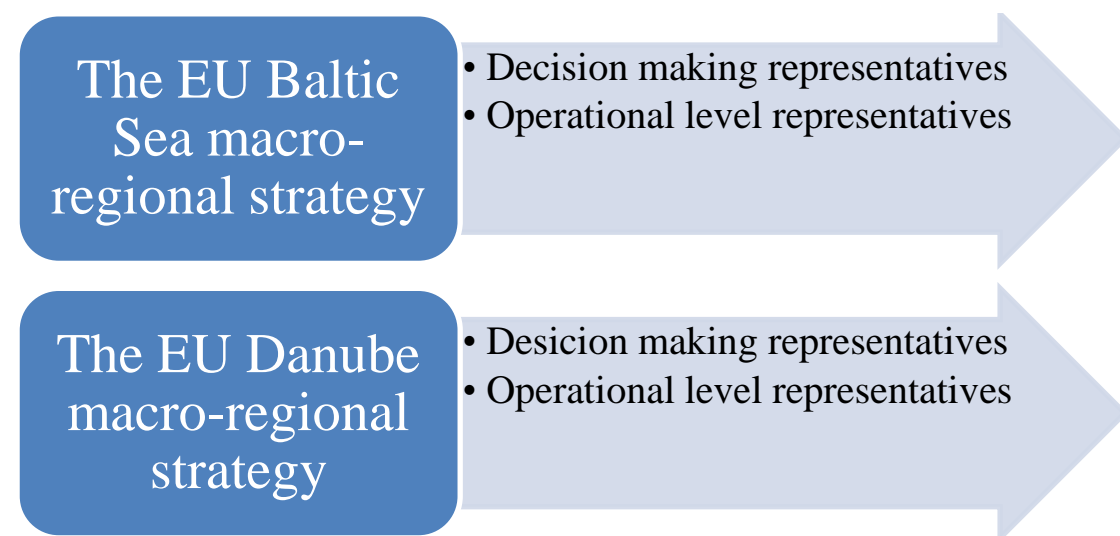 The EU Baltic
Sea macro-
regional strategy
• Decision making representatives
• Operational level representatives
The EU Danube
macro-regional
strategy
• Desicion making representatives
• Operational level representatives